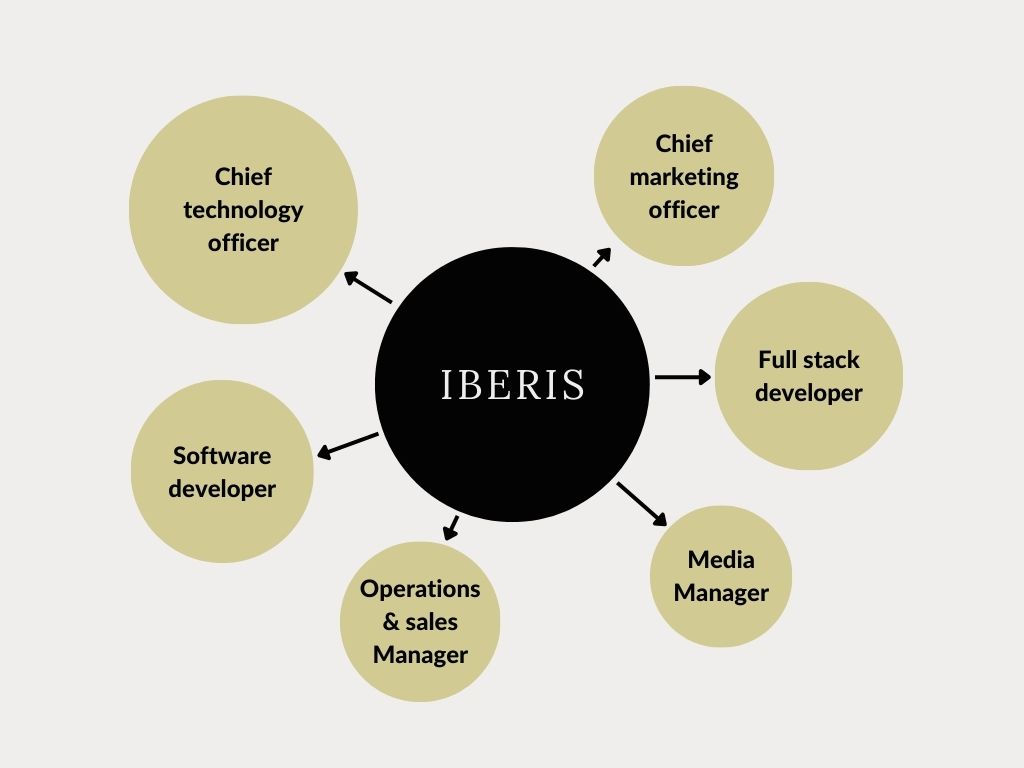 Chief
technology
officer
Chief
marketing
officer
IBERIS
Full stack
developer
Software
developer
Media
Manager
Operations
& sales
Manager